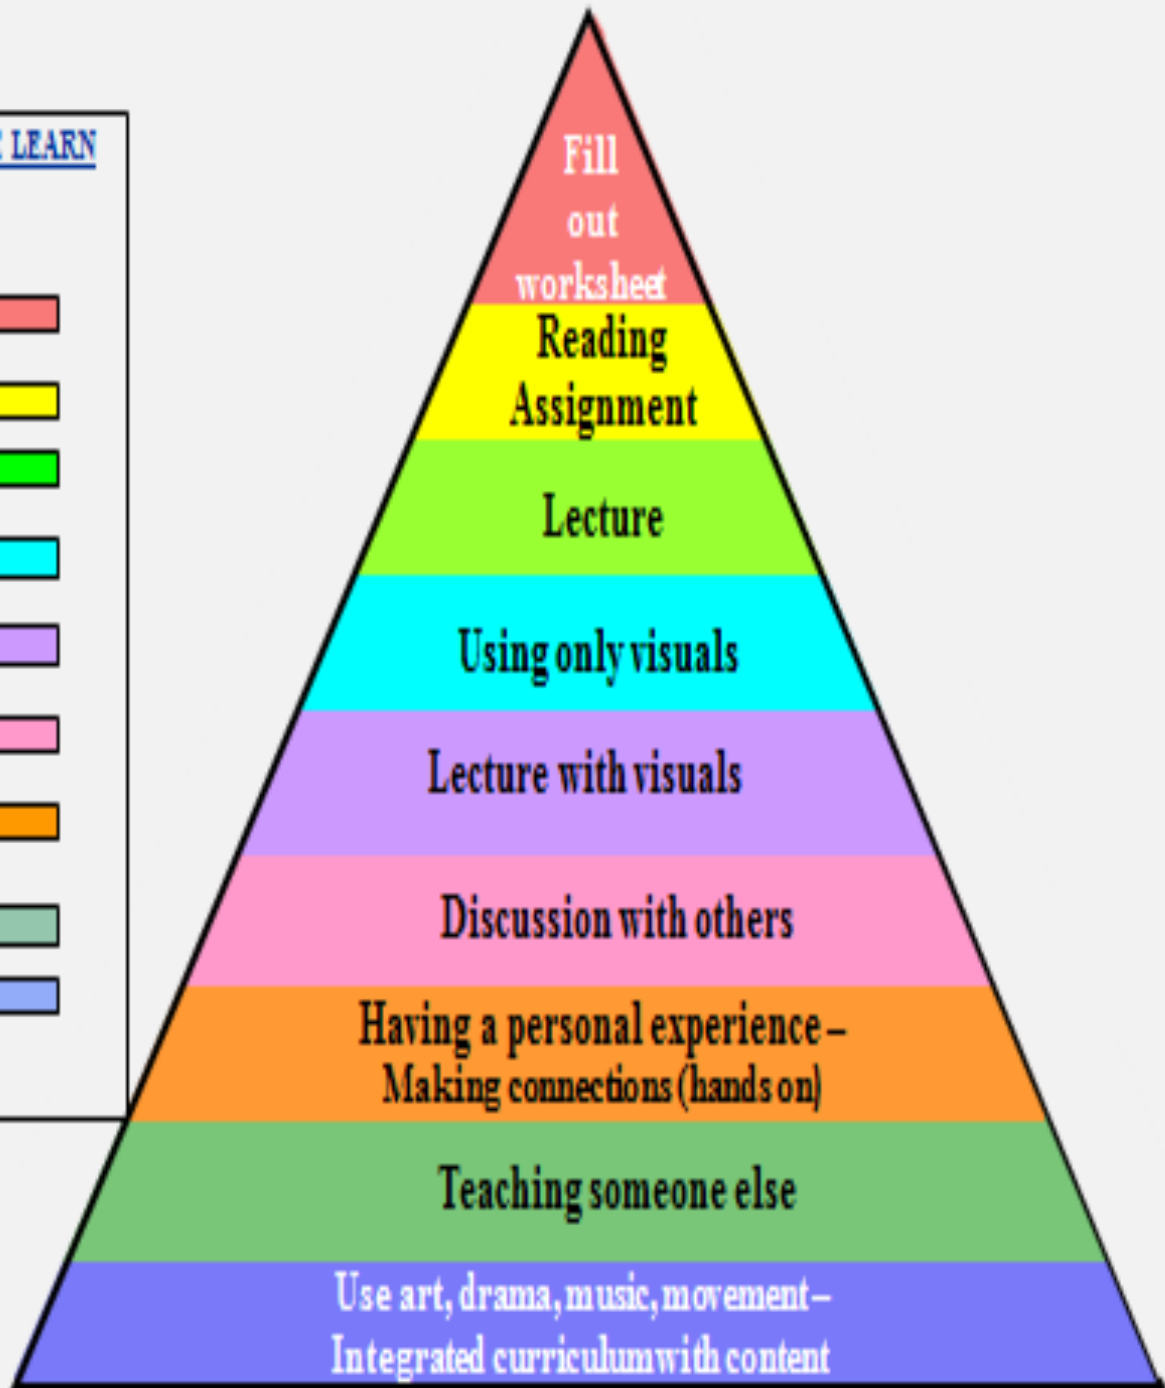 LEARN
Fill
out
worksheet
Reading
Assignment
Lecture
Using only visuals
Lecture with visuals
Discussion with others
Having a personal experience –
Making connections (hands on)
Teaching someone else
Use art, drama, music, movement –
Integrated curriculum with content